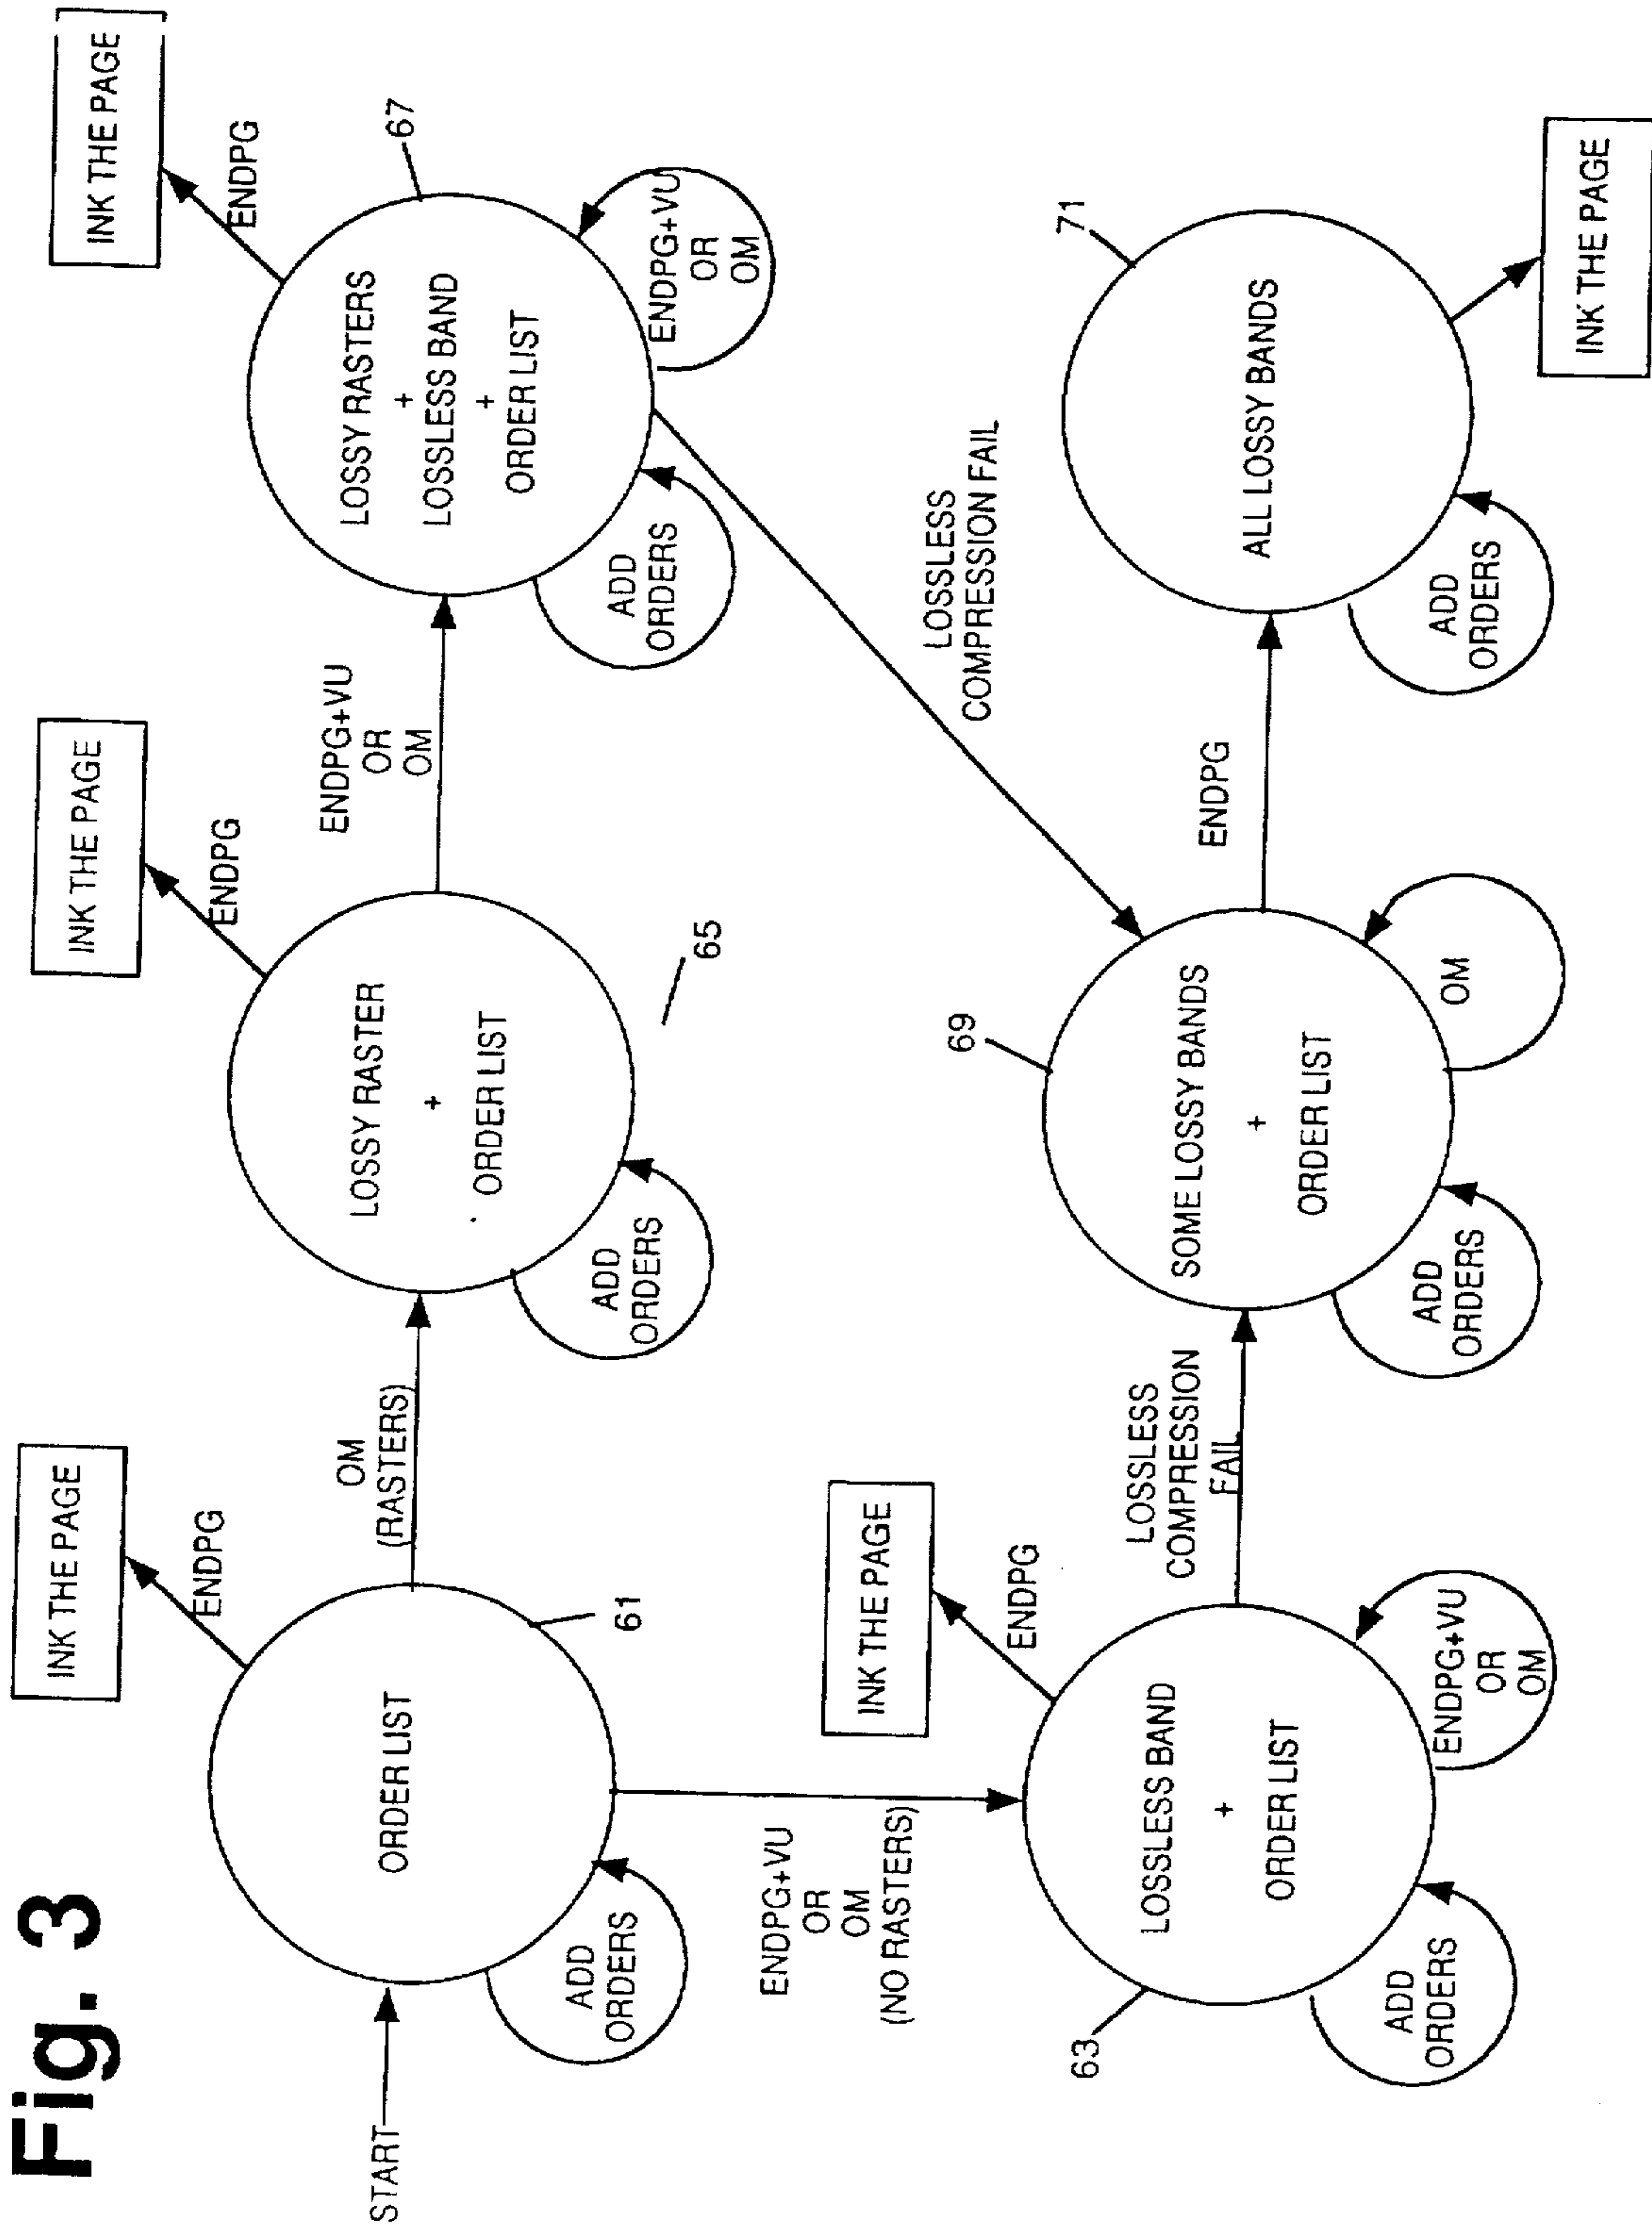 Fig. 3
START
ORDER LIST
61
ADD
ORDERS
ENDPG
INK THE PAGE
OM
(RASTERS)
LOSSY RASTER
+
ORDER LIST
65
ADD
ORDERS
ENDPG
INK THE PAGE
ENDPG+VU
OR
OM
LOSSY RASTERS
+
LOSSLESS BAND
+
ORDER LIST
67
ADD
ORDERS
ENDPG+VU
OR
OM
ENDPG
INK THE PAGE
ENDPG+VU
OR
OM
(NO RASTERS)
LOSSLESS BAND
+
ORDER LIST
63
ADD
ORDERS
ENDPG+VU
OR
OM
ENDPG
INK THE PAGE
LOSSLESS
COMPRESSION
FAIL
LOSSLESS
COMPRESSION FAIL
SOME LOSSY BANDS
+
ORDER LIST
69
ADD
ORDERS
OM
ENDPG
ALL LOSSY BANDS
71
ADD
ORDERS
INK THE PAGE